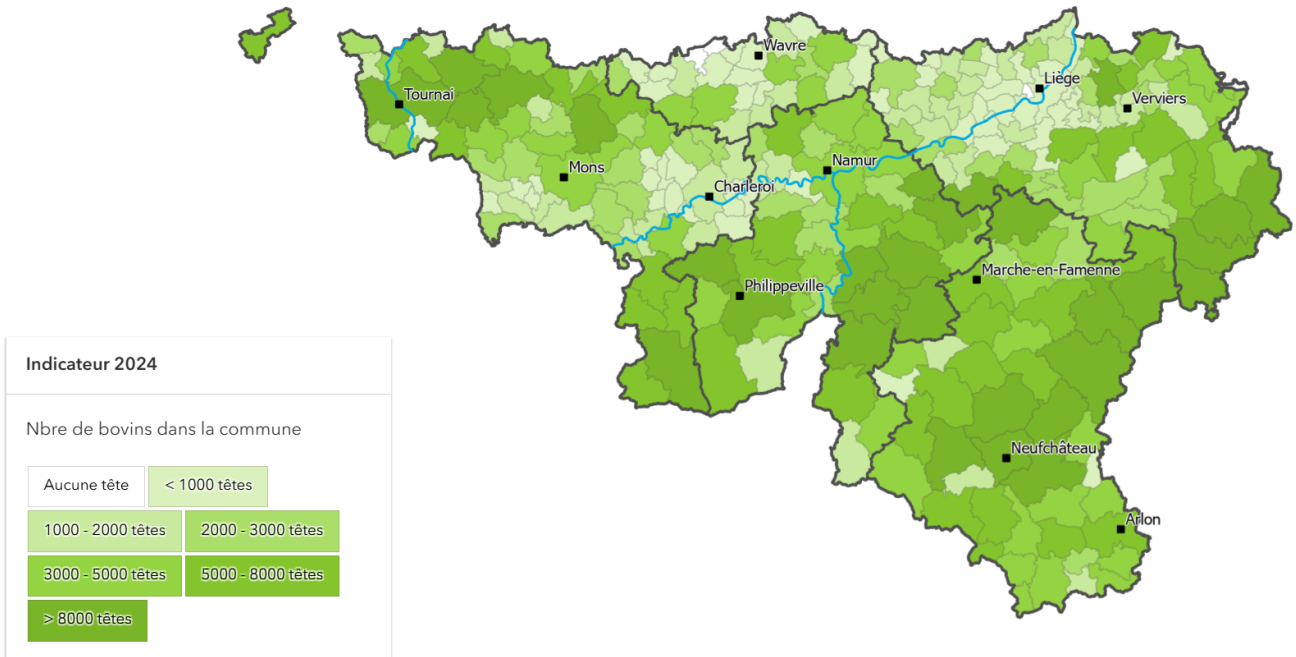 Wavre
Liège
Tournai
Verviers
Mons
Namur
Charleroi
Marche-en-Famenne
Philippeville
Indicateur 2024
Nbre de bovins dans la commune
Neufchâteau
Aucune tête < 1000 têtes
1000 - 2000 têtes 2000 - 3000 têtes
Arlon
3000 - 5000 têtes 5000 - 8000 têtes
> 8000 têtes